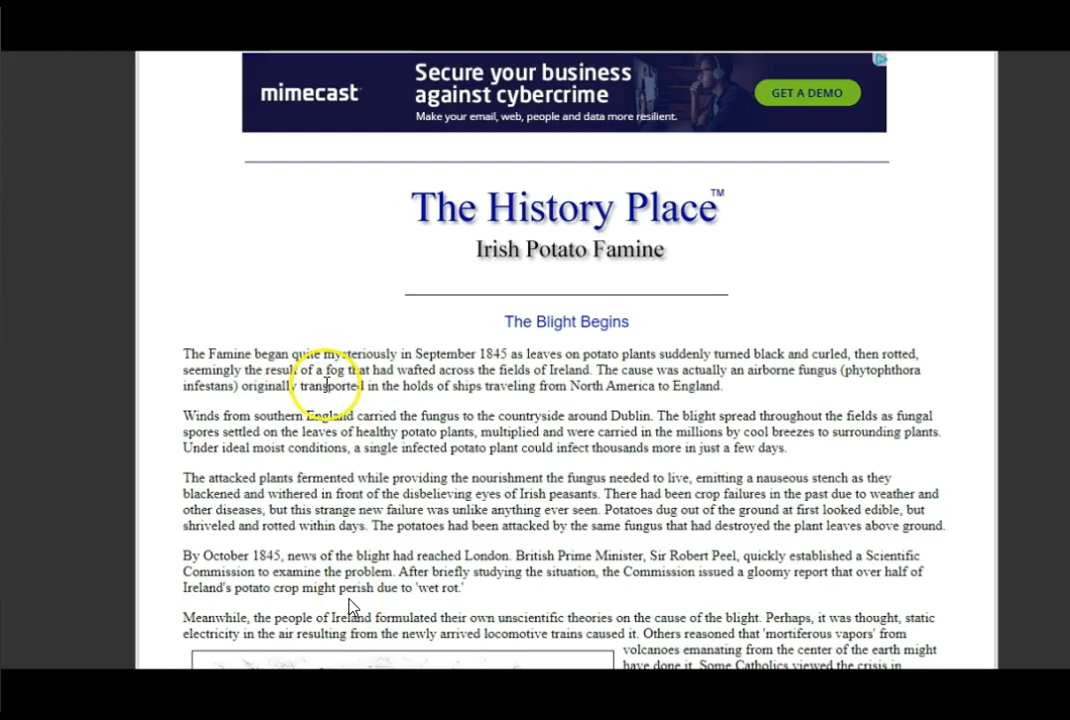 mimecast
Secure your business
against cybercrime
Make your email, web, people and data more resilient.
GET A DEMO
The History Place™
Irish Potato Famine
The Blight Begins
The Famine began quite mysteriously in September 1845 as leaves on potato plants suddenly turned black and curled, then rotted,
seemingly the result of a fog that had wafted across the fields of Ireland. The cause was actually an airborne fungus (phytophthora
infestans) originally transported in the holds of ships traveling from North America to England.
Winds from southern England carried the fungus to the countryside around Dublin. The blight spread throughout the fields as fungal
spores settled on the leaves of healthy potato plants, multiplied and were carried in the millions by cool breezes to surrounding plants.
Under ideal moist conditions, a single infected potato plant could infect thousands more in just a few days.
The attacked plants fermented while providing the nourishment the fungus needed to live, emitting a nauseous stench as they
blackened and withered in front of the disbelieving eyes of Irish peasants. There had been crop failures in the past due to weather and
other diseases, but this strange new failure was unlike anything ever seen. Potatoes dug out of the ground at first looked edible, but
shriveled and rotted within days. The potatoes had been attacked by the same fungus that had destroyed the plant leaves above ground.
By October 1845, news of the blight had reached London. British Prime Minister, Sir Robert Peel, quickly established a Scientific
Commission to examine the problem. After briefly studying the situation, the Commission issued a gloomy report that over half of
Ireland's potato crop might perish due to 'wet rot.'
Meanwhile, the people of Ireland formulated their own unscientific theories on the cause of the blight. Perhaps, it was thought, static
electricity in the air resulting from the newly arrived locomotive trains caused it. Others reasoned that 'mortiferous vapors' from
volcanoes emanating from the center of the earth might
have done it. Some Catholics viewed the crisis in